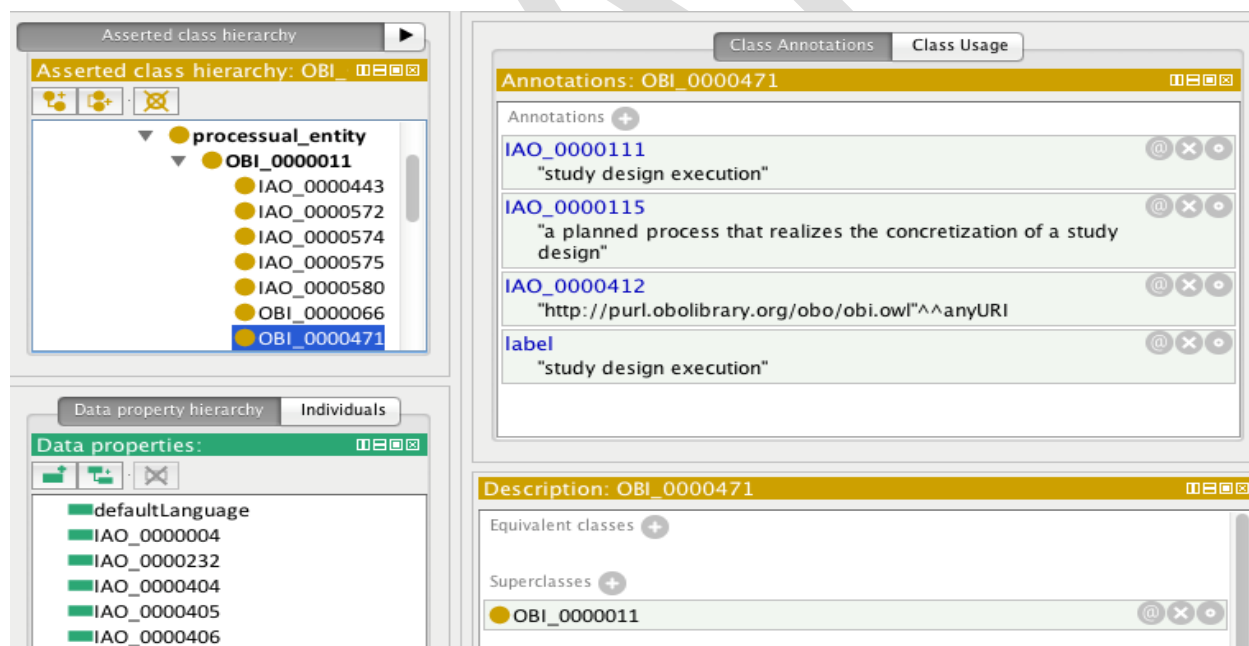 Asserted class hierarchy
Asserted class hierarchy: OBI_
processual_entity
OBI_0000011
IAO_0000443
IAO_0000572
IAO_0000574
IAO_0000575
IAO_0000580
OBI_0000066
OBI_0000471
Data property hierarchy Individuals
Data properties:
defaultLanguage
IAO_0000004
IAO_0000232
IAO_0000404
IAO_0000405
IAO_0000406
Class Annotations Class Usage
Annotations: OBI_0000471
Annotations
IAO_0000111
"study design execution"
IAO_0000115
"a planned process that realizes the concretization of a study
design"
IAO_0000412
"http://purl.obolibrary.org/obo/obi.owl"^^anyURI
label
"study design execution"
Description: OBI_0000471
Equivalent classes
Superclasses
OBI_0000011